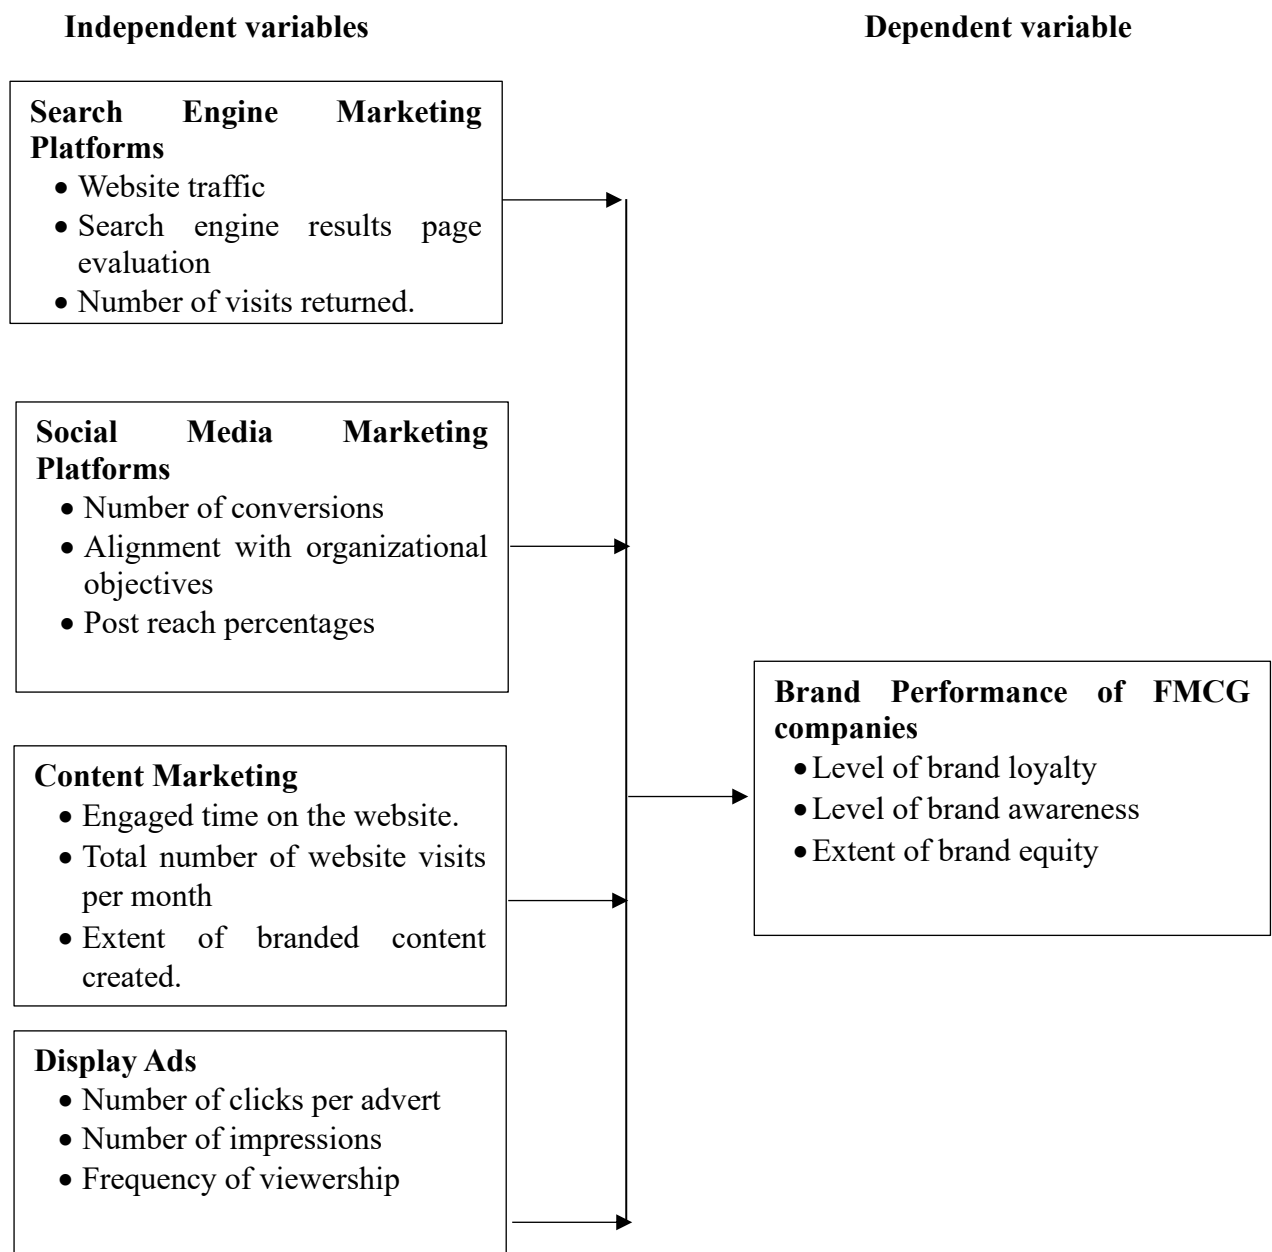 Independent variables
Dependent variable
Search Engine Marketing
Platforms
• Website traffic
• Search engine results page
evaluation
• Number of visits returned.
Social Media Marketing
Platforms
• Number of conversions
• Alignment with organizational
objectives
• Post reach percentages
Content Marketing
• Engaged time on the website.
• Total number of website visits
per month
• Extent of branded content
created.
Display Ads
• Number of clicks per advert
• Number of impressions
• Frequency of viewership
Brand Performance of FMCG
companies
• Level of brand loyalty
• Level of brand awareness
• Extent of brand equity